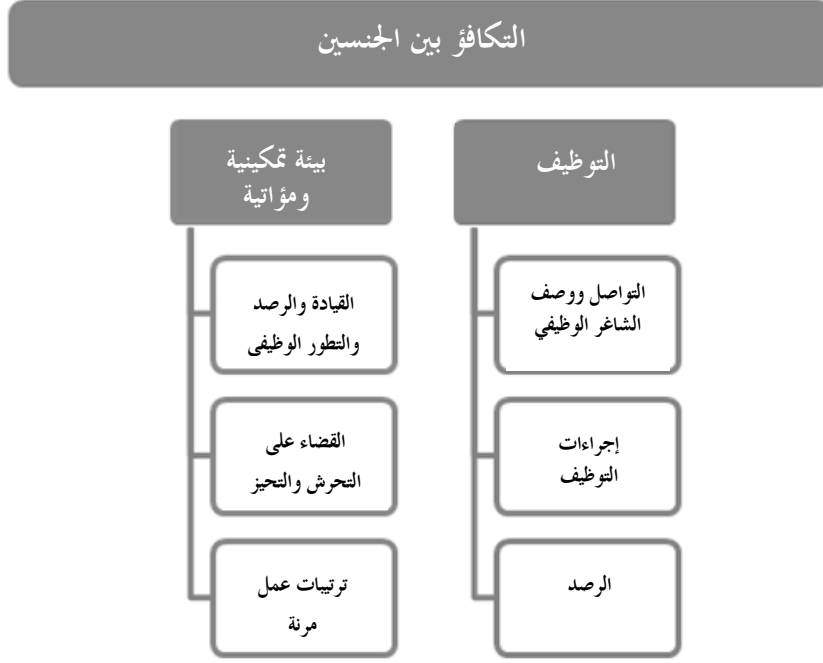 التكافؤ بين الجنسين
التوظيف
التواصل ووصف
الشاغر الوظيفي
إجراءات
التوظيف
الرصد
بيئة تمكينية
ومؤاتية
القيادة والرصد
والتطور الوظيفى
القضاء على
التحرش والتحيز
ترتيبات عمل
مرنة